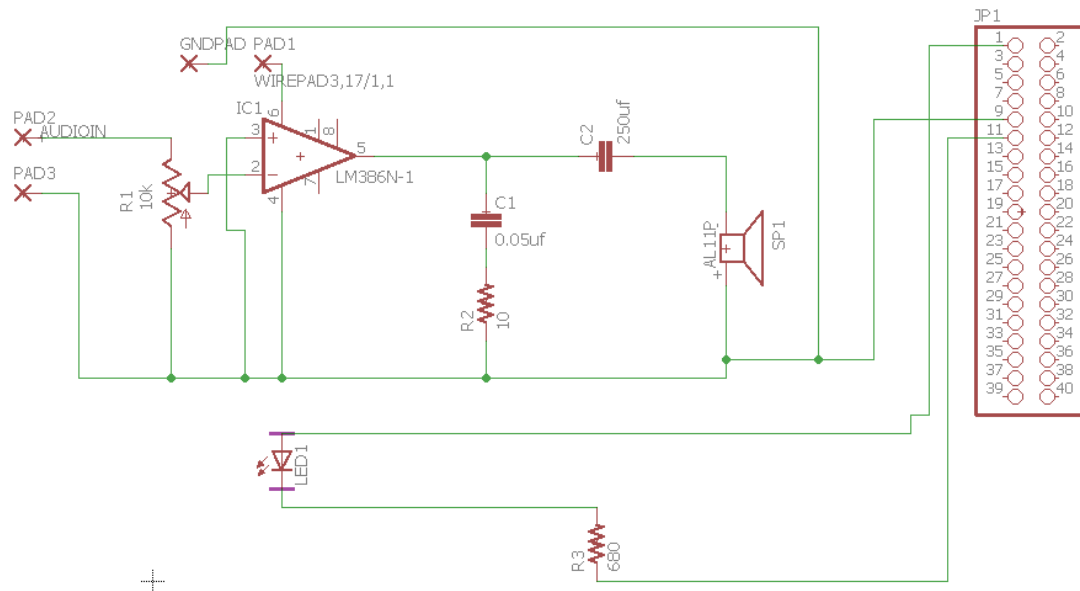 JP1
GNDPAD PAD1
WIREPAD3,17/1,1
PAD2
AUDIOIN
PAD3
R1
10k
IC1
6
3
2
4
1
8
7
5
LM386N-1
C2
250uf
C1
0.05uf
R2
10
AL11P
-
+
SP1
LED1
R3
680
1 2
3 4
5 6
7 8
9 10
11 12
13 14
15 16
17 18
19 20
21 22
23 24
25 26
27 28
29 30
31 32
33 34
35 36
37 38
39 40